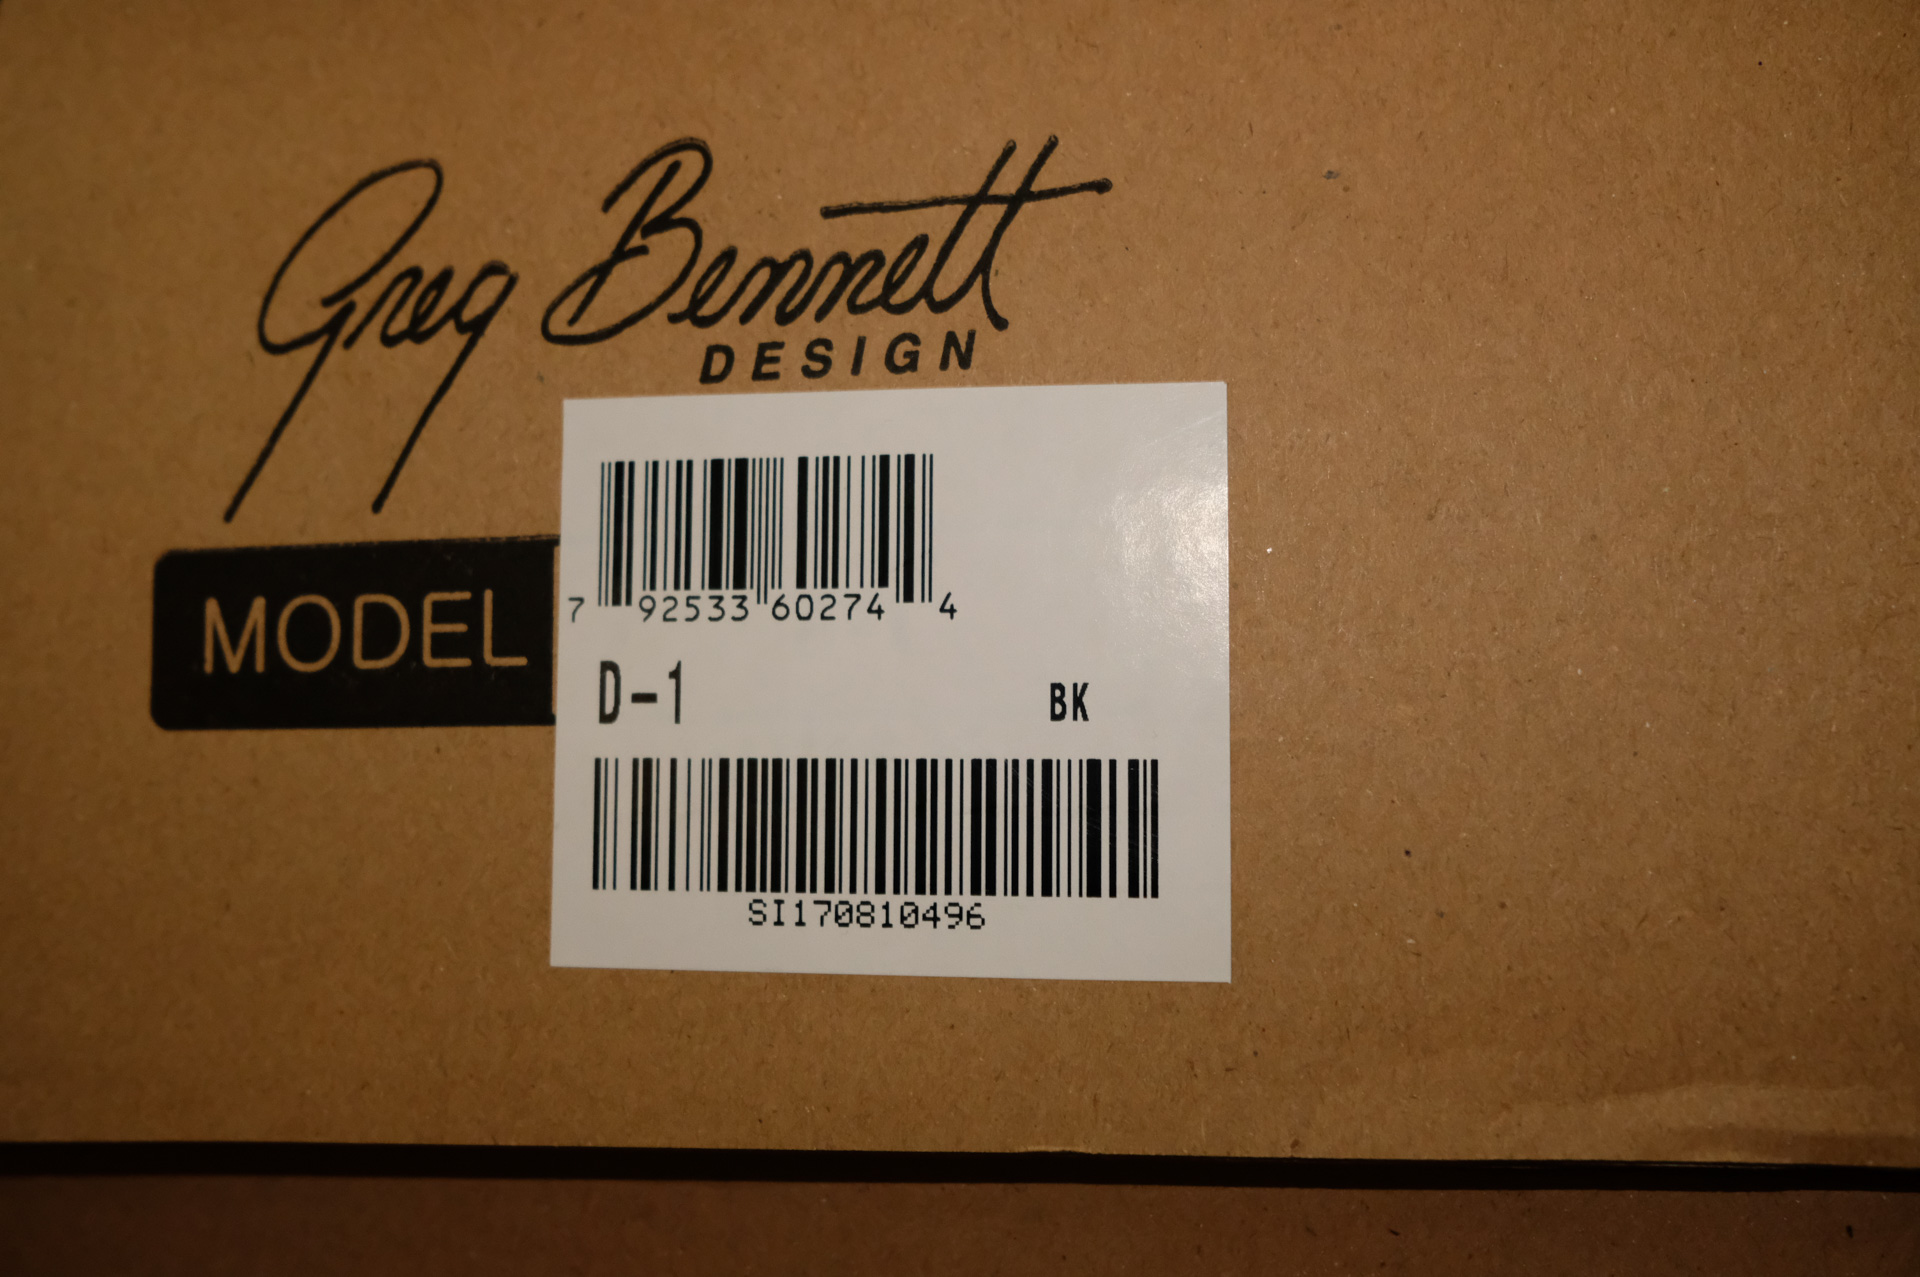 Greg Bennett
DESIGN
MODEL
7 92533 60274 4
D-1 BK
SI170810496